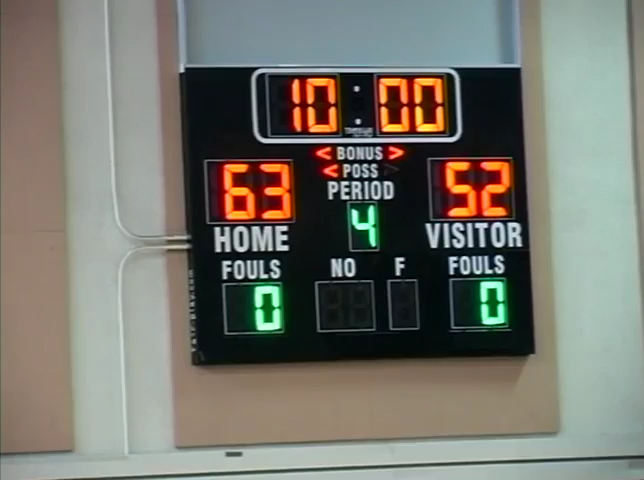 10:00
< BONUS >
< POSS
63 PERIOD 52
HOME 4 VISITOR
FOULS NO F FOULS
0 0